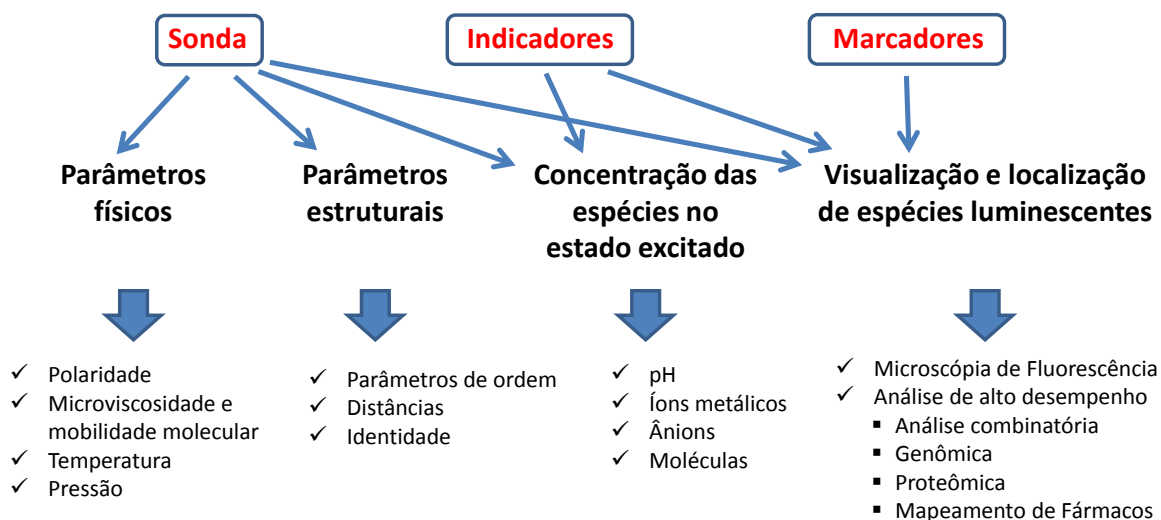 Sonda
Indicadores
Marcadores
Parâmetros
físicos
Parâmetros
estruturais
Concentração das
espécies no
estado excitado
Visualização e localização
de espécies luminescentes
✓ Polaridade
✓ Microviscosidade e
mobilidade molecular
✓ Temperatura
✓ Pressão
✓ Parâmetros de ordem
✓ Distâncias
✓ Identidade
✓ pH
✓ Íons metálicos
✓ Ânions
✓ Moléculas
✓ Microscópia de Fluorescência
✓ Análise de alto desempenho
▪ Análise combinatória
▪ Genômica
▪ Proteômica
▪ Mapeamento de Fármacos